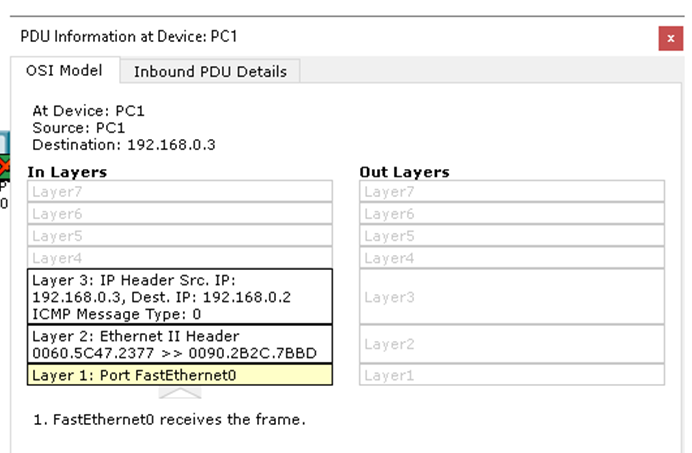 PDU Information at Device: PC1
x
OSI Model
Inbound PDU Details
At Device: PC1
Source: PC1
Destination: 192.168.0.3
In Layers
Out Layers
Layer7
Layer7
Layer6
Layer6
Layer5
Layer5
Layer4
Layer4
Layer 3: IP Header Src. IP:
192.168.0.3, Dest. IP: 192.168.0.2
ICMP Message Type: 0
Layer3
Layer 2: Ethernet II Header
0060.5C47.2377 >> 0090.2B2C.7BBD
Layer2
Layer 1: Port FastEthernet0
Layer1
1. FastEthernet0 receives the frame.
P
0